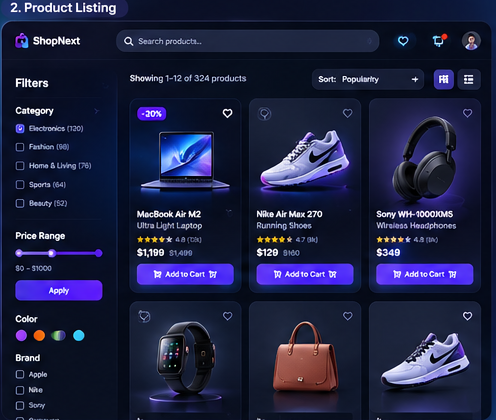 2. Product Listing
ShopNext
Search products...
Filters
Category
Electronics (120)
Fashion (98)
Home & Living (76)
Sports (64)
Beauty (52)
Price Range
$0 - $1000
Apply
Color
Brand
Apple
Nike
Sony
Showing 1–12 of 324 products
Sort: Popularity
-20%
MacBook Air M2
Ultra Light Laptop
4.8
$1,199 $1,499
Add to Cart
Nike Air Max 270
Running Shoes
4.7
$129 $160
Add to Cart
Sony WH-1000XM5
Wireless Headphones
4.8
$349
Add to Cart